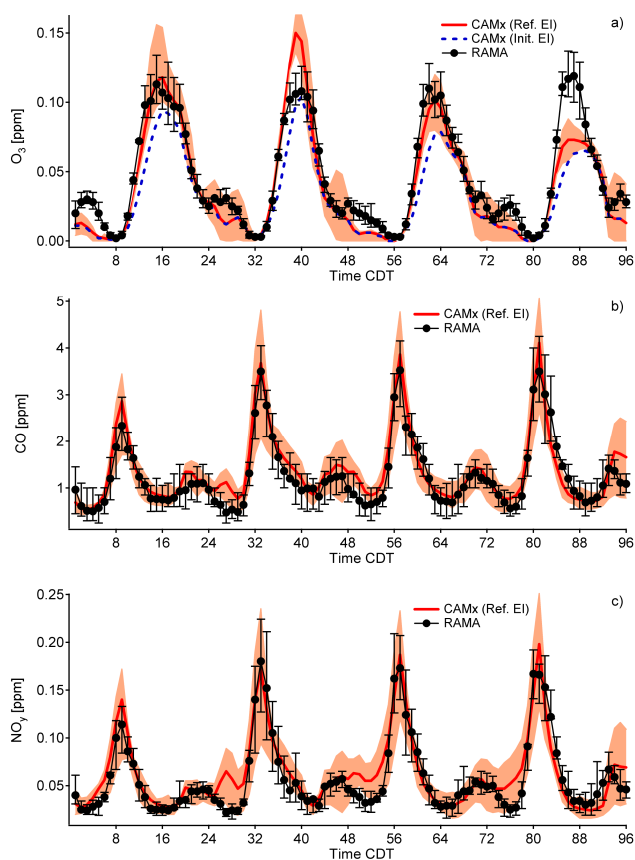 a)
CAMx (Ref. EI)
CAMx (Init. EI)
RAMA
O3 [ppm]
0.15
0.10
0.05
0.00
8 16 24 32 40 48 56 64 72 80 88 96
Time CDT
b)
CAMx (Ref. EI)
RAMA
CO [ppm]
5
4
3
2
1
8 16 24 32 40 48 56 64 72 80 88 96
Time CDT
c)
CAMx (Ref. EI)
RAMA
NOy [ppm]
0.25
0.20
0.15
0.10
0.05
8 16 24 32 40 48 56 64 72 80 88 96
Time CDT